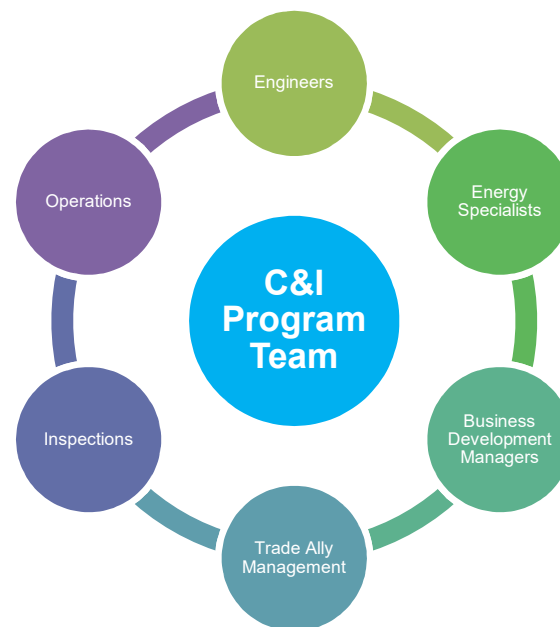 Engineers
Energy
Specialists
Operations
C&I
Program
Team
Business
Development
Managers
Inspections
Trade Ally
Management